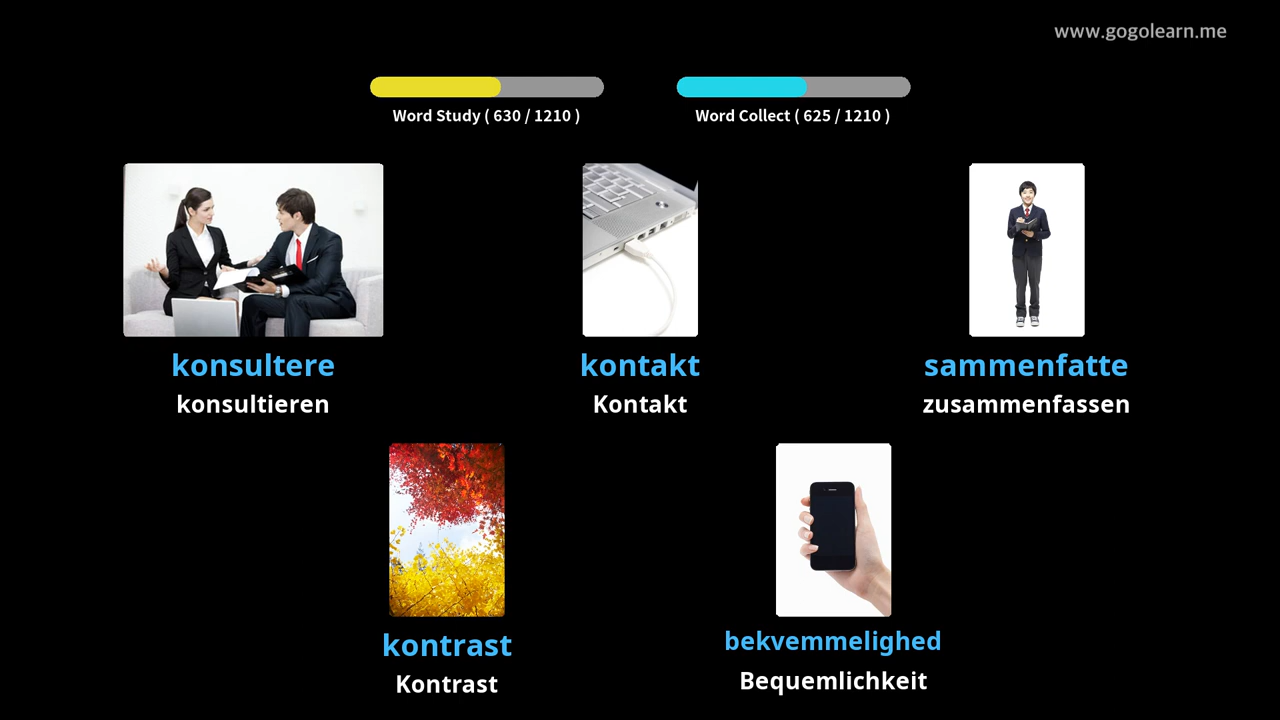 www.gogolearn.me
Word Study ( 630 / 1210 )
Word Collect ( 625 / 1210 )
konsultere
konsultieren
kontakt
Kontakt
sammenfatte
zusammenfassen
kontrast
Kontrast
bekvemmelighed
Bequemlichkeit